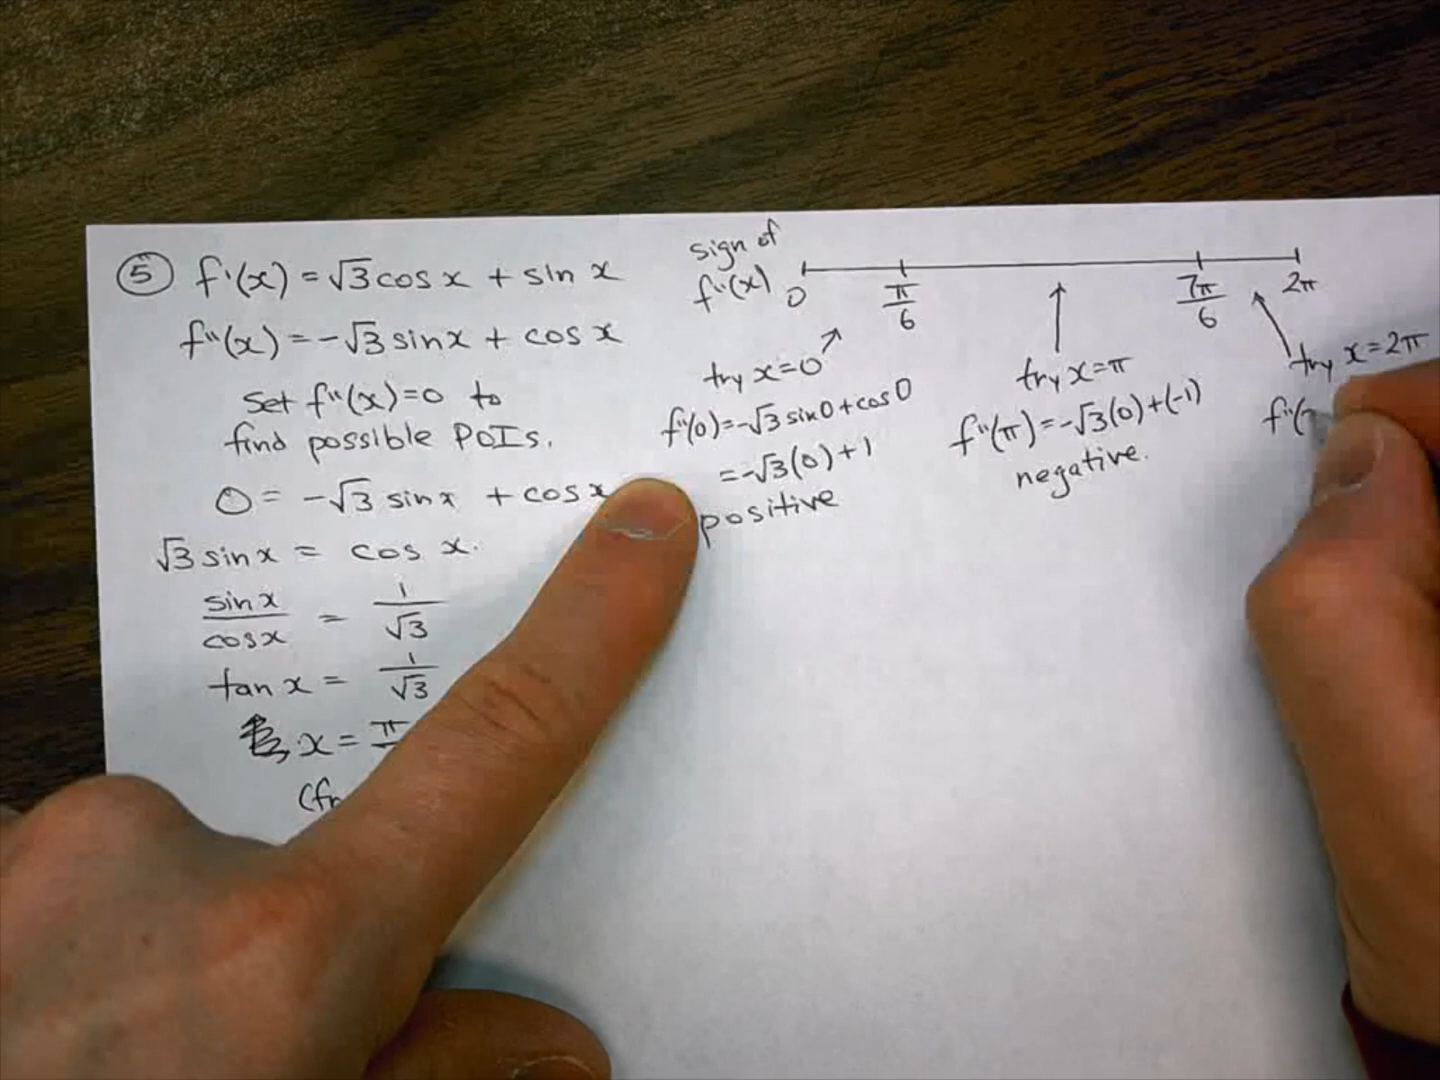 5 f'(x) = √3 cos x + sin x
f''(x) = -√3 sin x + cos x
Set f''(x) = 0 to
find possible POIs.
0 = -√3 sin x + cos x
√3 sin x = cos x.
sin x / cos x = 1/√3
tan x = 1/√3
x = π
sign of
f''(x) 0 π/6 7π/6 2π
try x = 0
f''(0) = -√3 sin 0 + cos 0
= -√3(0) + 1
positive
try x = π
f''(π) = -√3(0) + (-1)
negative.
try x = 2π
f''(